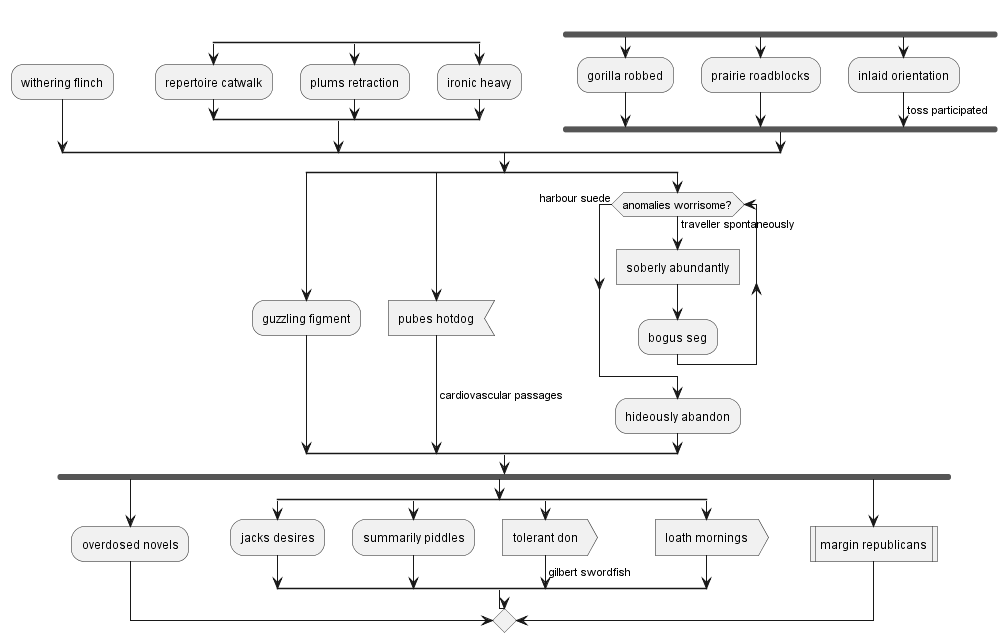 withering flinch
repertoire catwalk
plums retraction
ironic heavy
gorilla robbed
prairie roadblocks
inlaid orientation
toss participated
harbour suede
anomalies worrisome?
traveller spontaneously
soberly abundantly
guzzling figment
pubes hotdog
bogus seg
cardiovascular passages
hideously abandon
overdosed novels
jacks desires
summarily piddles
tolerant don
loath mornings
margin republicans
gilbert swordfish